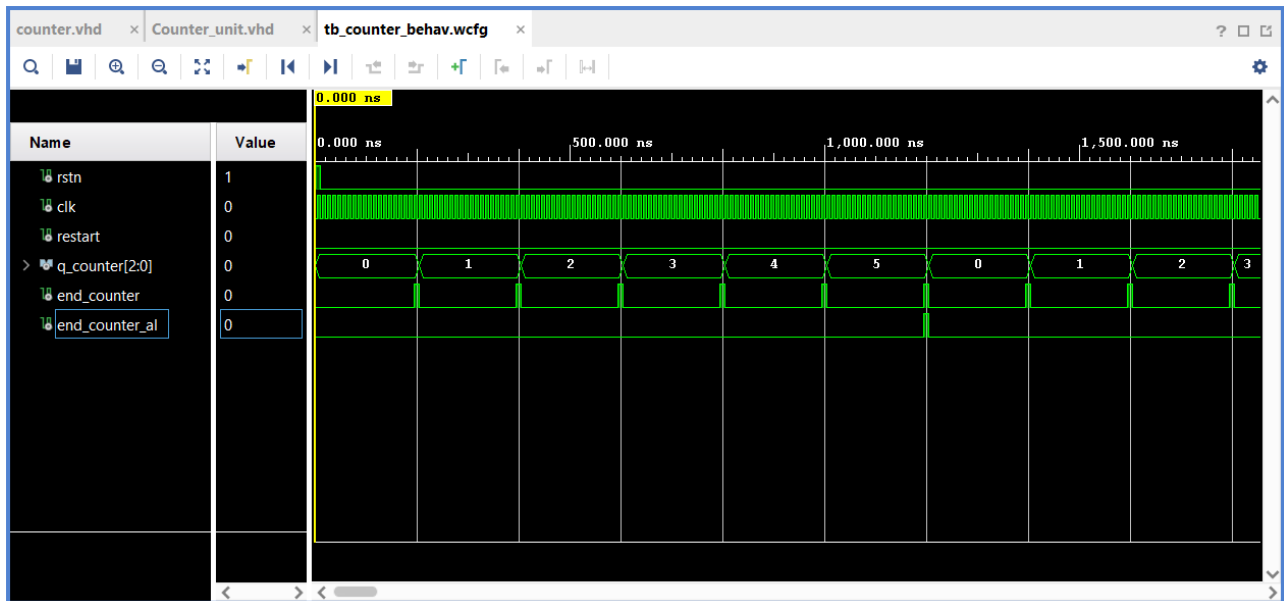 counter.vhd × Counter_unit.vhd × tb_counter_behav.wcfg × ?
0.000 ns
Name Value 0.000 ns 500.000 ns 1,000.000 ns 1,500.000 ns
rstn 1
clk 0
restart 0
> q_counter[2:0] 0 0 1 2 3 4 5 0 1 2 3
end_counter 0
end_counter_al 0